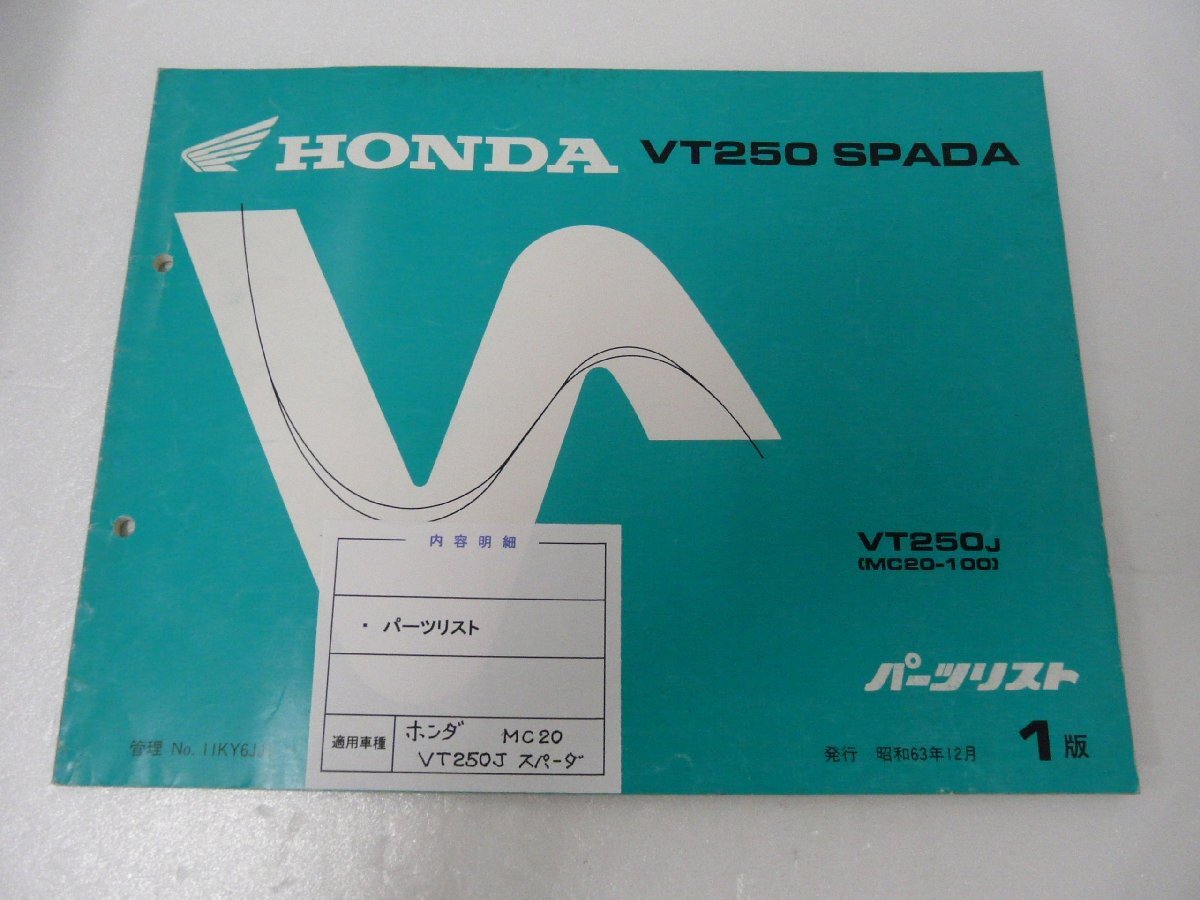 HONDA VT250 SPADA
VT250J
(MC20-100)
パーツリスト
内容明細
・パーツリスト
適用車種 ホンダ MC20
VT250J スパーダ
管理 No. 11KY6JJ
発行 昭和63年12月 1版